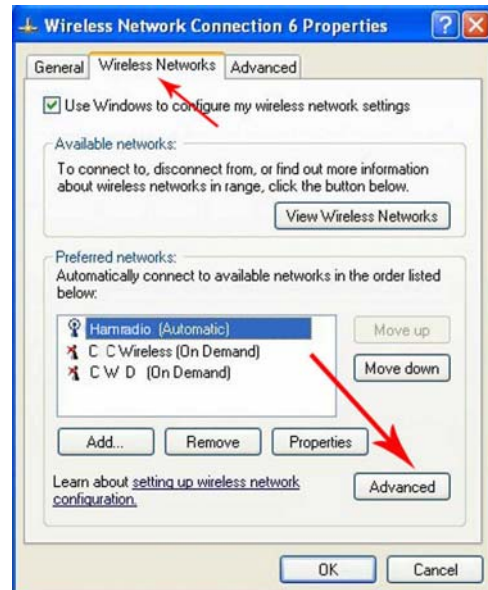 Wireless Network Connection 6 Properties
General Wireless Networks Advanced
Use Windows to configure my wireless network settings
Available networks:
To connect to, disconnect from, or find out more information
about wireless networks in range, click the button below.
View Wireless Networks
Preferred networks:
Automatically connect to available networks in the order listed
below:
Hamradio (Automatic)
C C Wireless (On Demand)
C W D (On Demand)
Move up
Move down
Add... Remove Properties
Learn about setting up wireless network
configuration.
Advanced
OK Cancel